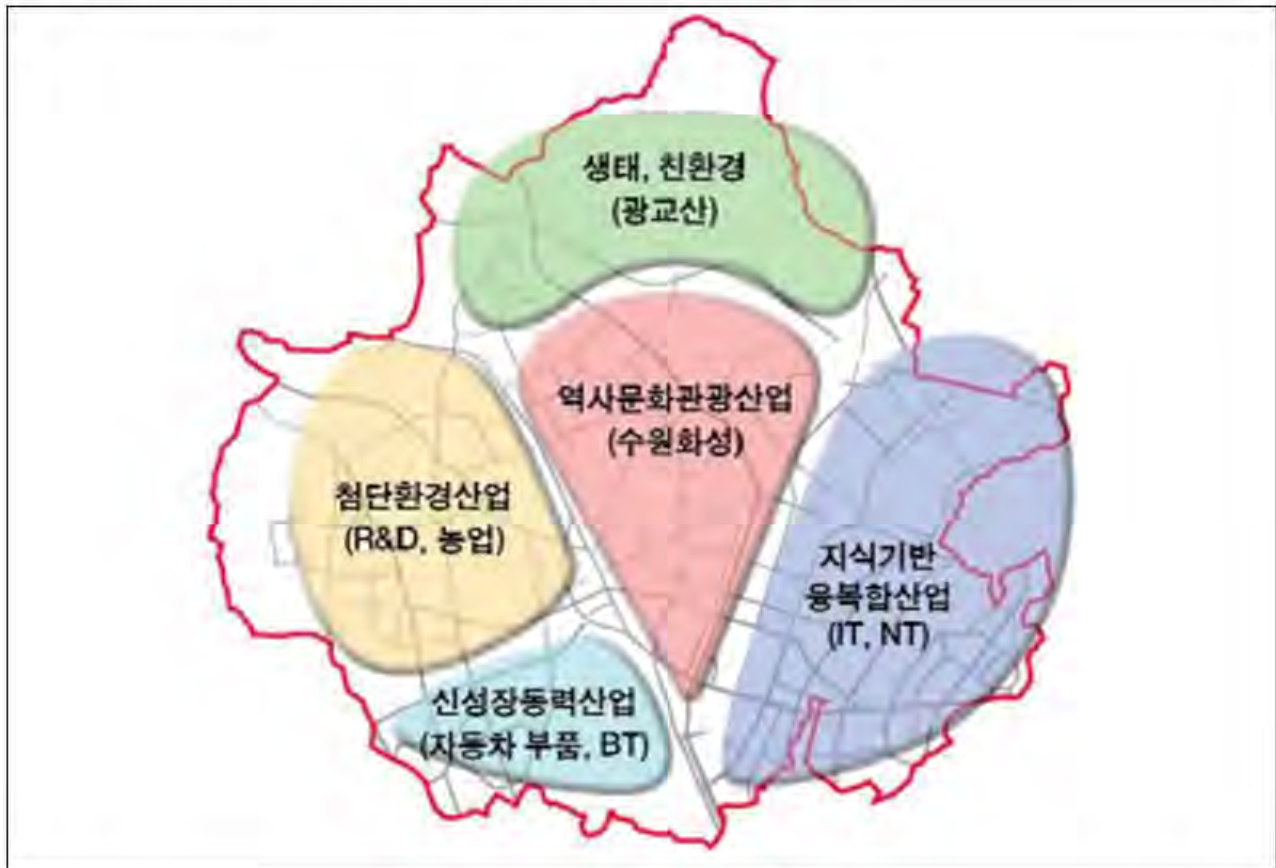 생태, 친환경
(광교산)
역사문화관광산업
(수원화성)
첨단환경산업
(R&D, 농업)
지식기반
융복합산업
(IT, NT)
신성장동력산업
(자동차 부품, BT)